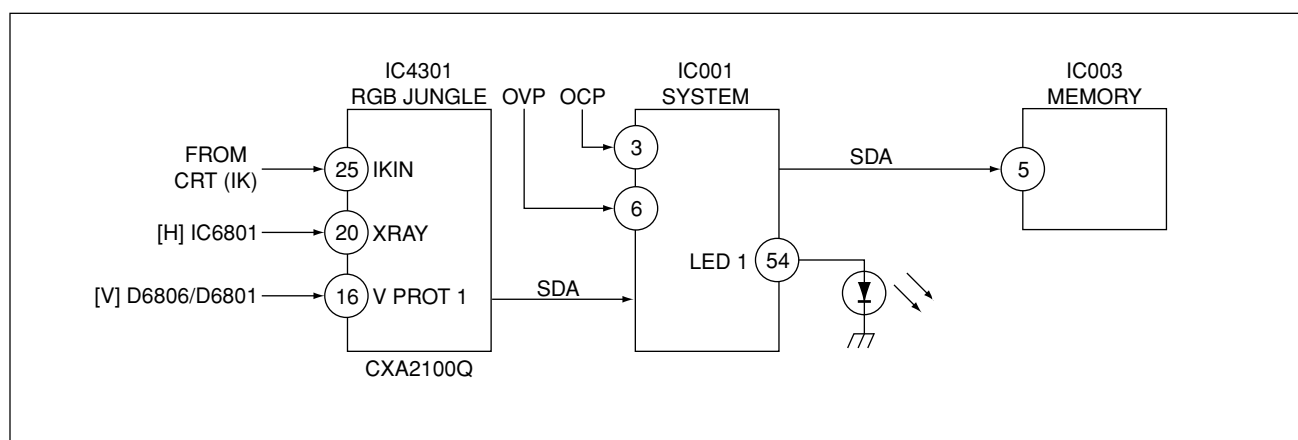 IC4301
RGB JUNGLE
IC001
SYSTEM
IC003
MEMORY
OVP
OCP
3
FROM
CRT (IK)
25
IKIN
SDA
5
6
[H] IC6801
20
XRAY
LED 1
54
[V] D6806/D6801
16
V PROT 1
SDA
CXA2100Q